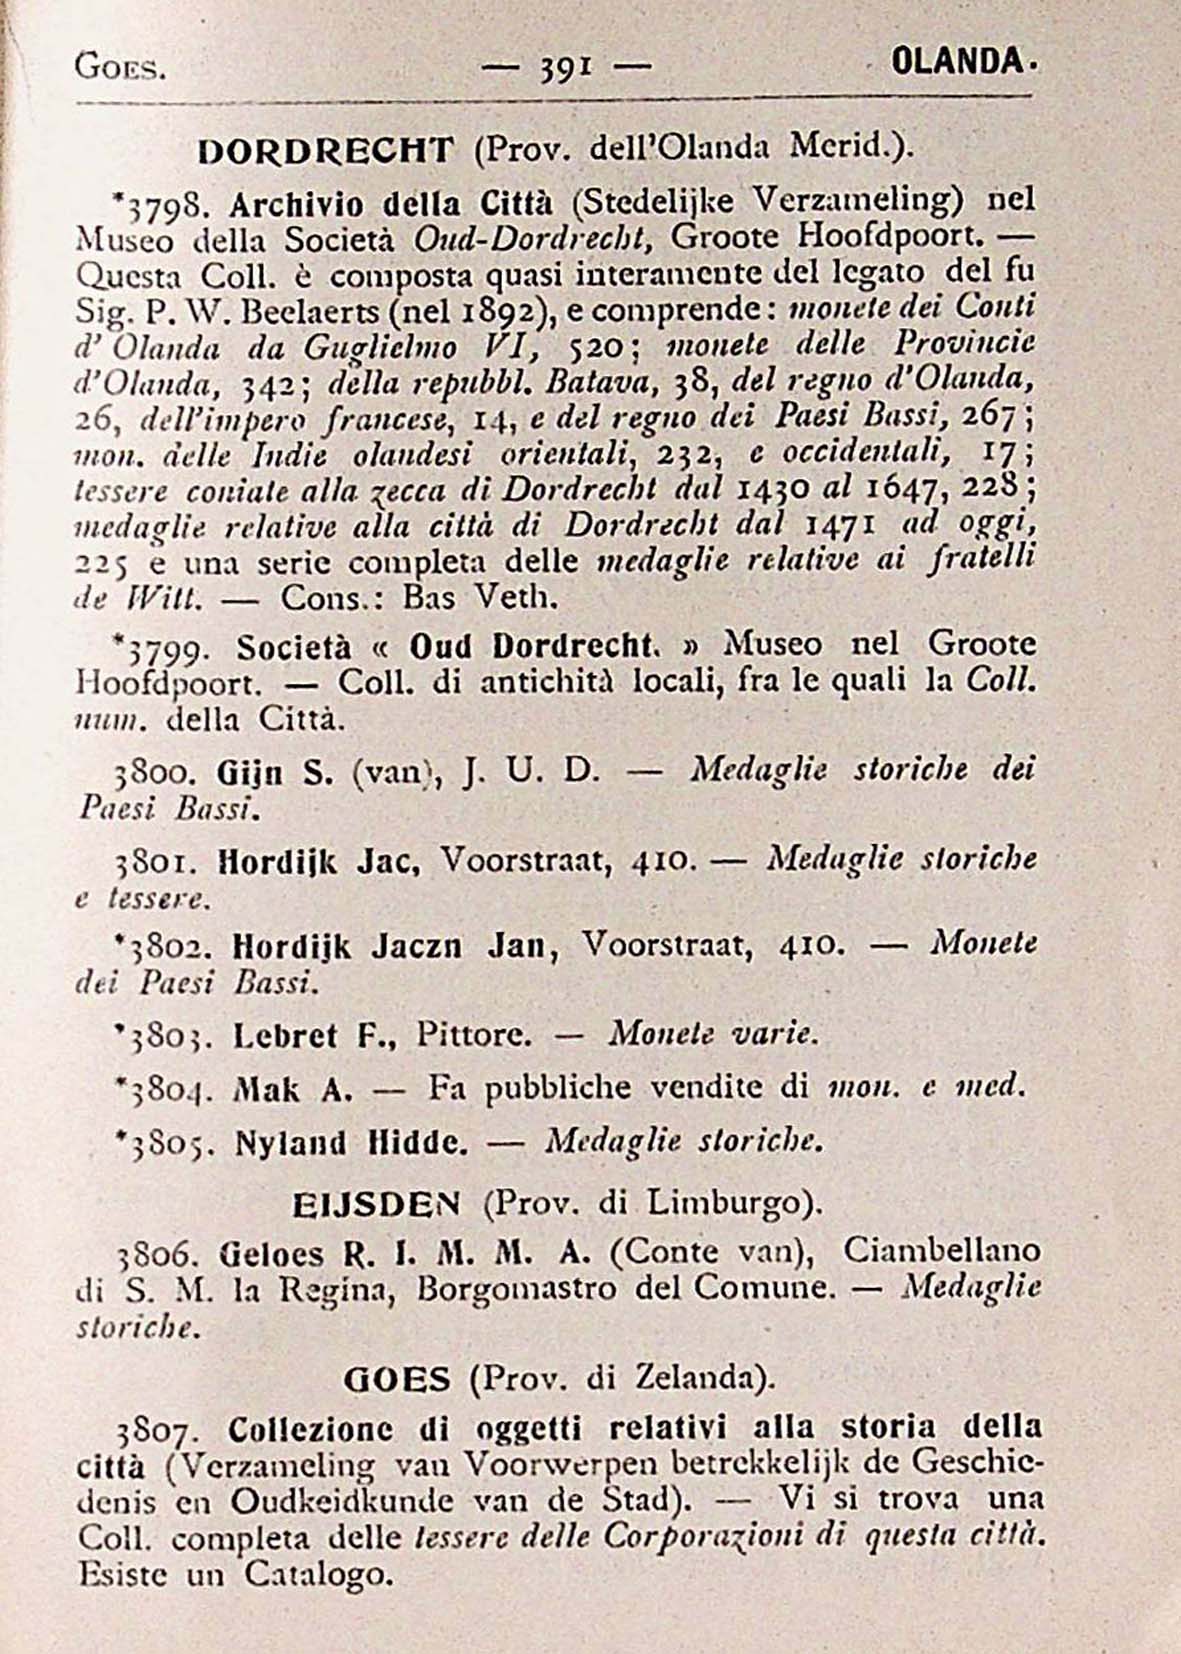 Goes. — 391 — OLANDA.
DORDRECHT (Prov. dell'Olanda Merid.).
*3798. Archivio della Città (Stedelijke Verzameling) nel
Museo della Società Oud-Dordrecht, Groote Hoofdpoort. —
Questa Coll. è composta quasi interamente del legato del fu
Sig. P. W. Beelaerts (nel 1892), e comprende: monete dei Conti
d'Olanda da Guglielmo VI, 520; monete delle Provincie
d'Olanda, 342; della repubbl. Batava, 38, del regno d'Olanda,
26, dell'impero francese, 14, e del regno dei Paesi Bassi, 267;
mon. delle Indie olandesi orientali, 232, e occidentali, 17;
tessere coniate alla zecca di Dordrecht dal 1430 al 1647, 228;
medaglie relative alla città di Dordrecht dal 1471 ad oggi,
225 e una serie completa delle medaglie relative ai fratelli
de Witt. — Cons.: Bas Veth.
*3799. Società « Oud Dordrecht. » Museo nel Groote
Hoofdpoort. — Coll. di antichità locali, fra le quali la Coll.
num. della Città.
3800. Gijn S. (van), J. U. D. — Medaglie storiche dei
Paesi Bassi.
3801. Hordijk Jac, Voorstraat, 410. — Medaglie storiche
e tessere.
*3802. Hordijk Jaczn Jan, Voorstraat, 410. — Monete
dei Paesi Bassi.
*3803. Lebret F., Pittore. — Monete varie.
*3804. Mak A. — Fa pubbliche vendite di mon. e med.
*3805. Nyland Hidde. — Medaglie storiche.
EIJSDEN (Prov. di Limburgo).
3806. Geloes R. I. M. M. A. (Conte van), Ciambellano
di S. M. la Regina, Borgomastro del Comune. — Medaglie
storiche.
GOES (Prov. di Zelanda).
3807. Collezione di oggetti relativi alla storia della
città (Verzameling van Voorwerpen betrekkelijk de Geschie-
denis en Oudkeidkunde van de Stad). — Vi si trova una
Coll. completa delle tessere delle Corporazioni di questa città.
Esiste un Catalogo.